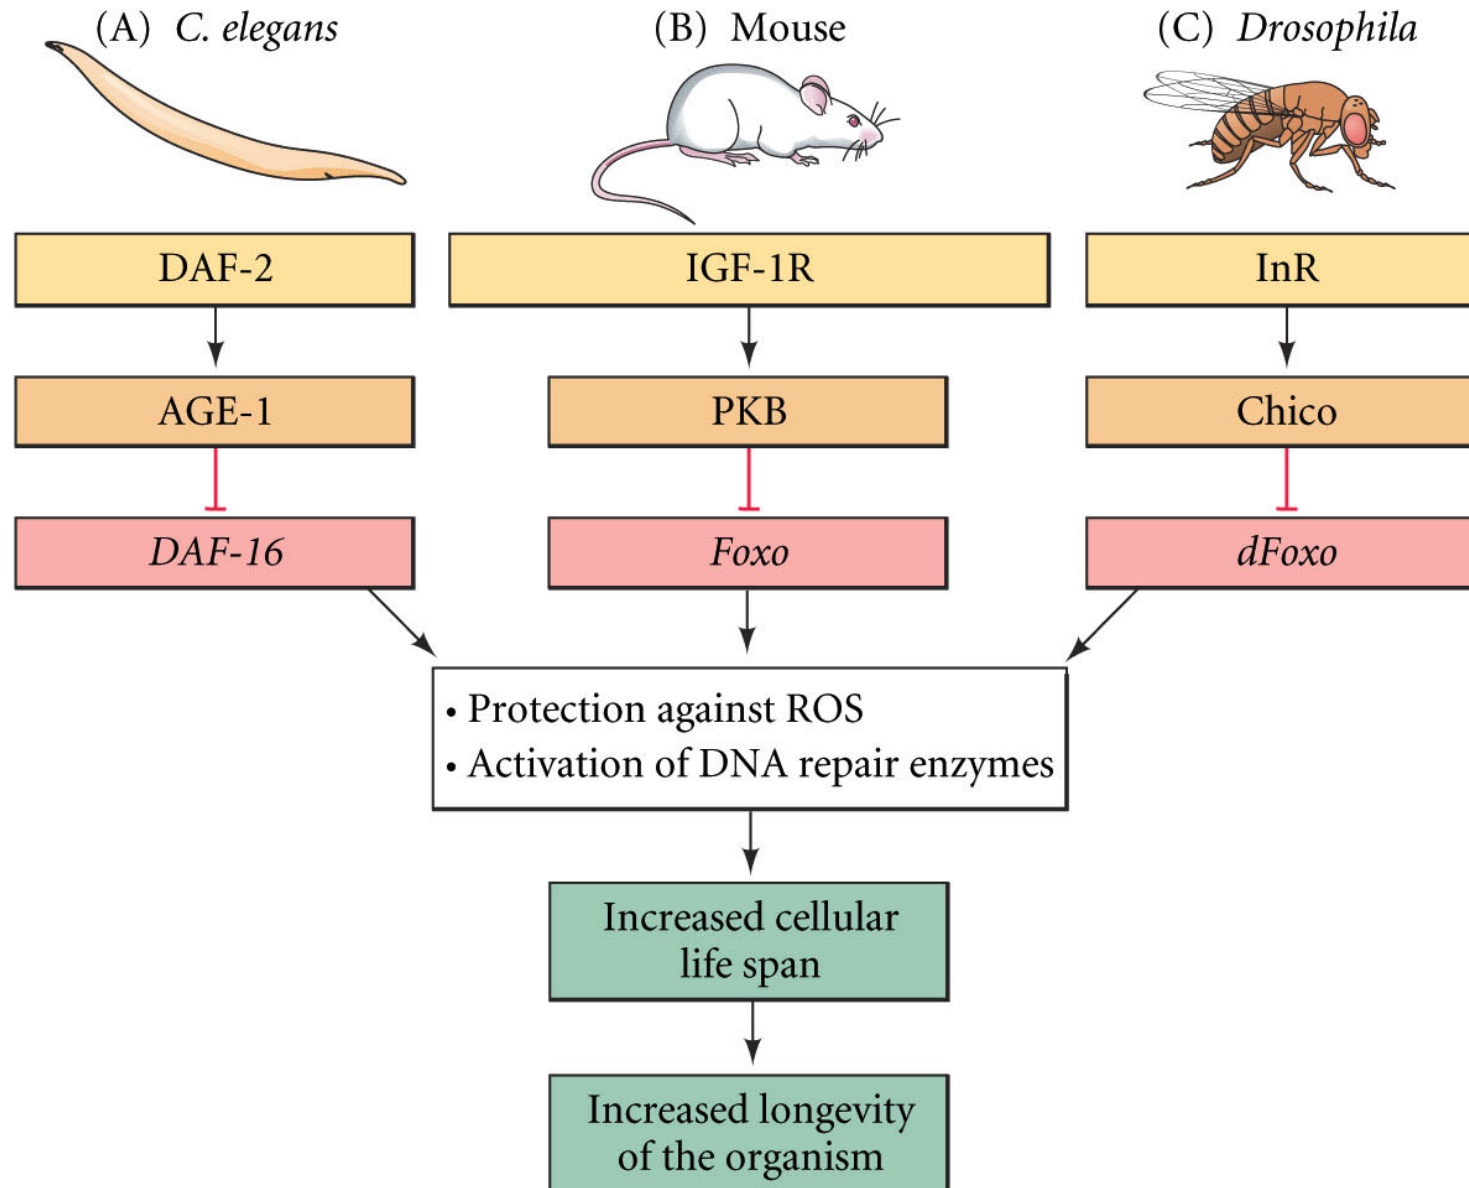 (A) C. elegans
(B) Mouse
(C) Drosophila
DAF-2
IGF-1R
InR
AGE-1
PKB
Chico
DAF-16
Foxo
dFoxo
• Protection against ROS
• Activation of DNA repair enzymes
Increased cellular
life span
Increased longevity
of the organism